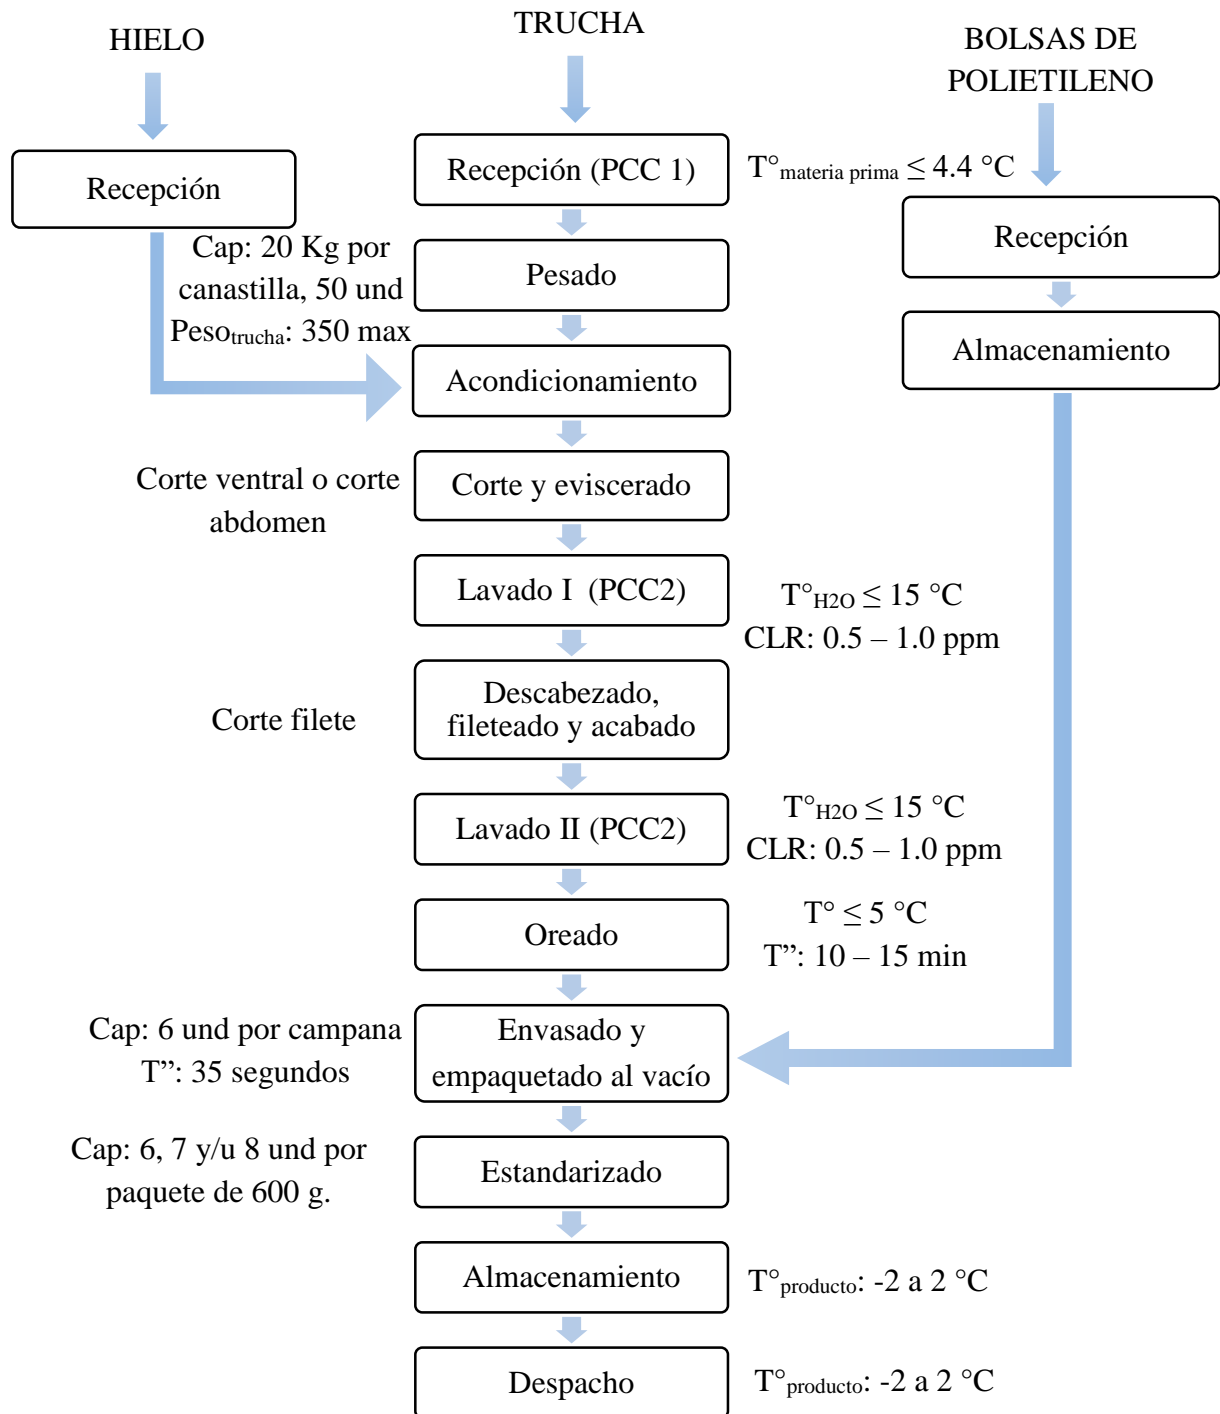 HIELO
TRUCHA
BOLSAS DE
POLIETILENO
Recepción
Recepción (PCC 1)
T°materia prima ≤ 4.4 °C
Recepción
Cap: 20 Kg por
canastilla, 50 und
Pesotrucha: 350 max
Pesado
Almacenamiento
Acondicionamiento
Corte ventral o corte
abdomen
Corte y eviscerado
Lavado I  (PCC2)
T°H2O ≤ 15 °C
CLR: 0.5 – 1.0 ppm
Corte filete
Descabezado,
fileteado y acabado
Lavado II (PCC2)
T°H2O ≤ 15 °C
CLR: 0.5 – 1.0 ppm
Oreado
T° ≤ 5 °C
T”: 10 – 15 min
Cap: 6 und por campana
T”: 35 segundos
Envasado y
empaquetado al vacío
Cap: 6, 7 y/u 8 und por
paquete de 600 g.
Estandarizado
Almacenamiento
T°producto: -2 a 2 °C
Despacho
T°producto: -2 a 2 °C